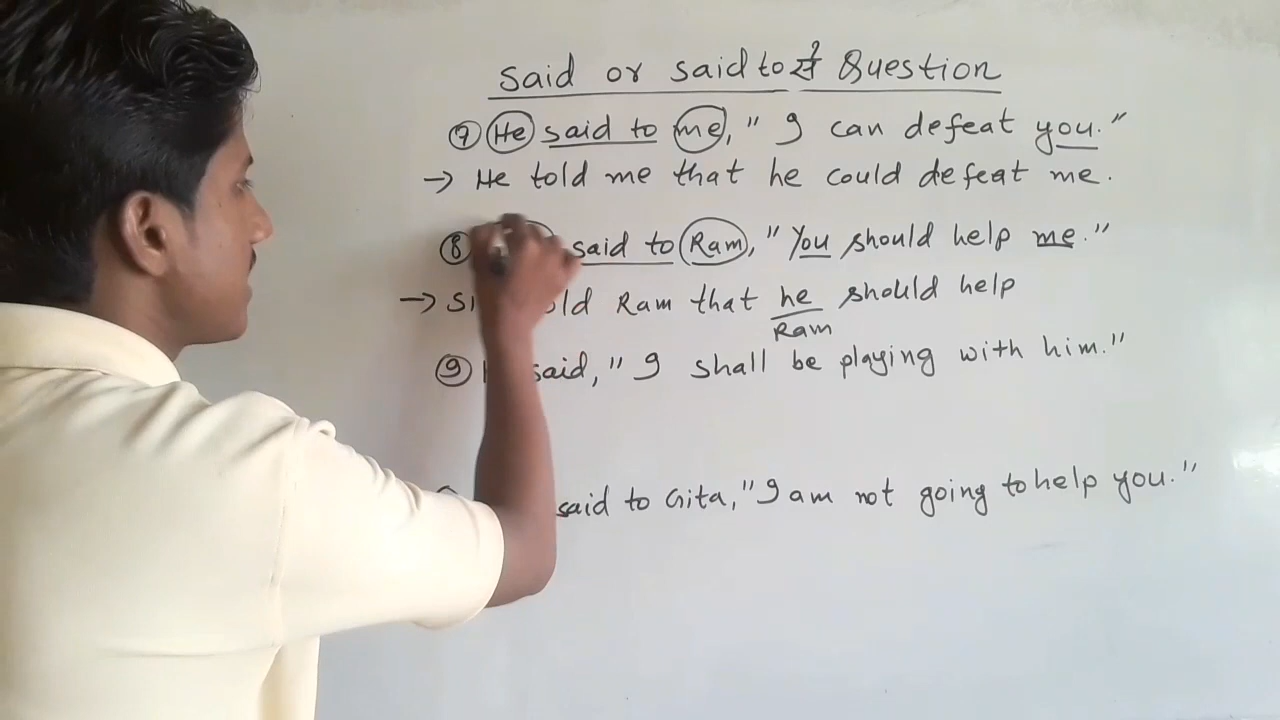 Said or said to से Question
⑦ He said to me, "I can defeat you."
→ He told me that he could defeat me.
⑧ said to Ram, "You should help me."
→ Ram that he should help
Ram
⑨ said, "I shall be playing with him."
said to Gita, "I am not going to help you."